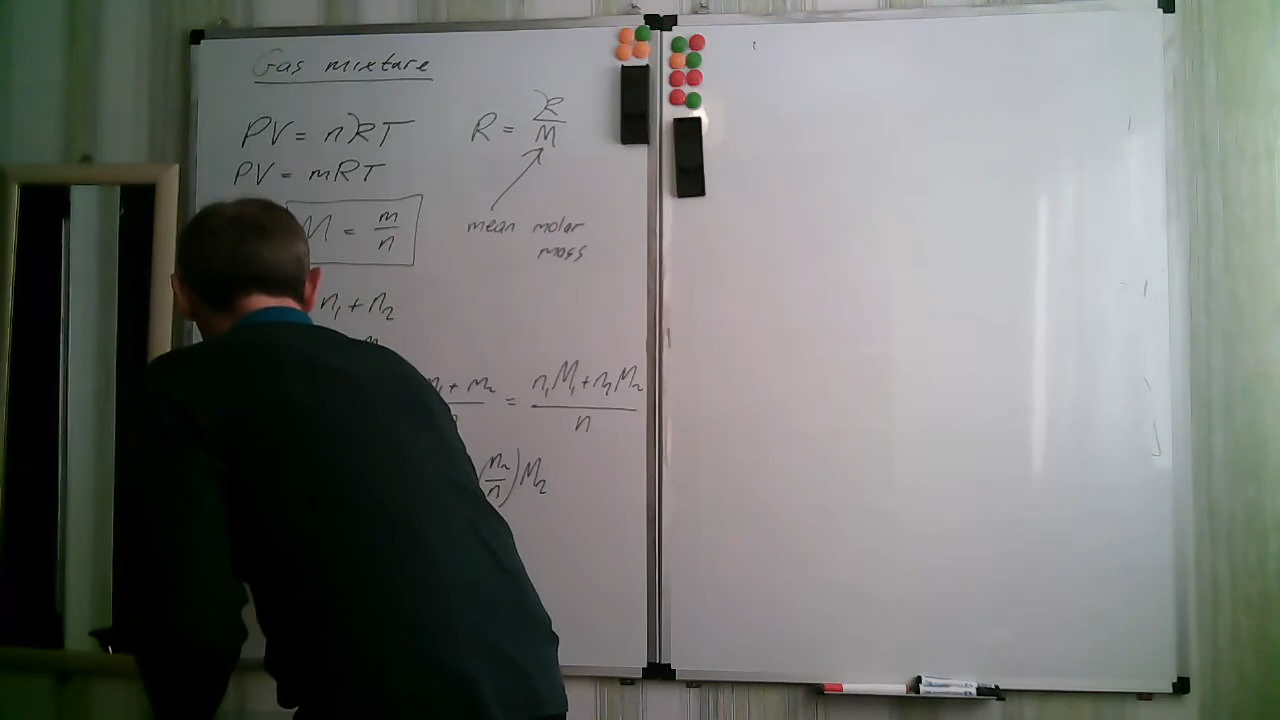 Gas mixture
PV = nRT
R = R/M
PV = mRT
M = m/n
mean molar
mass
n₁ + n₂
+ m₂ = (n₁M₁ + n₂M₂)/n
(n₂/n)M₂